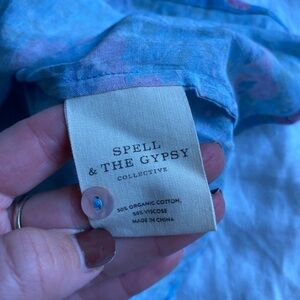 SPELL
& THE GYPSY
COLLECTIVE
50% ORGANIC COTTON,
50% VISCOSE
MADE IN CHINA